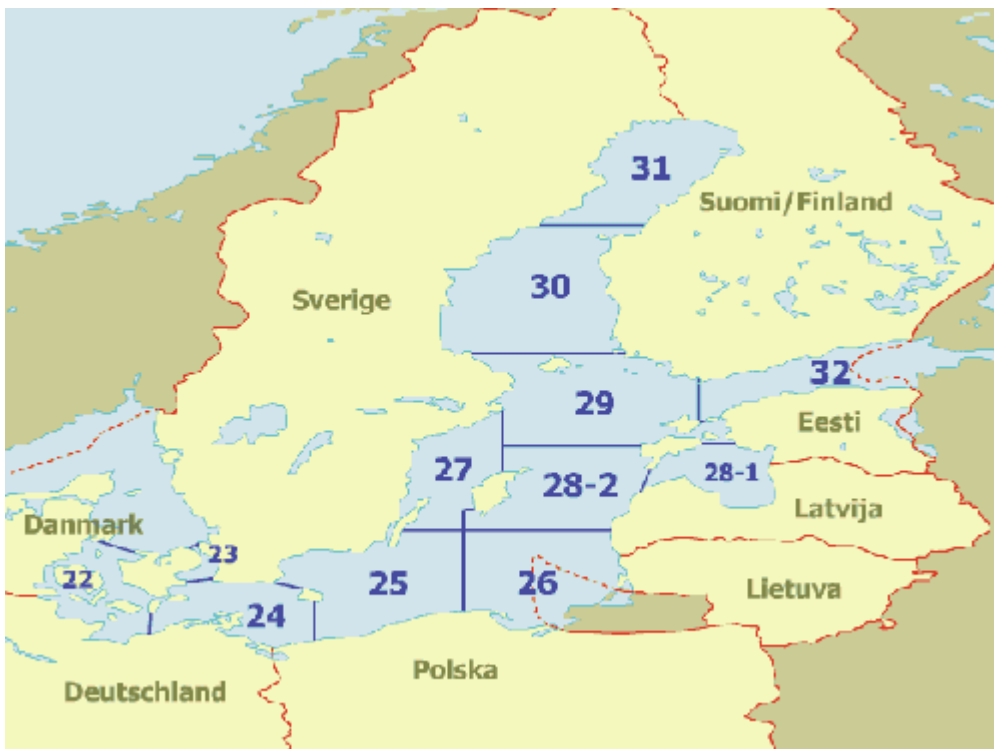 31
Suomi/Finland
30
Sverige
32
29
Eesti
27
28-2
28-1
Latvija
Danmark
23
22
25
26
Lietuva
24
Polska
Deutschland